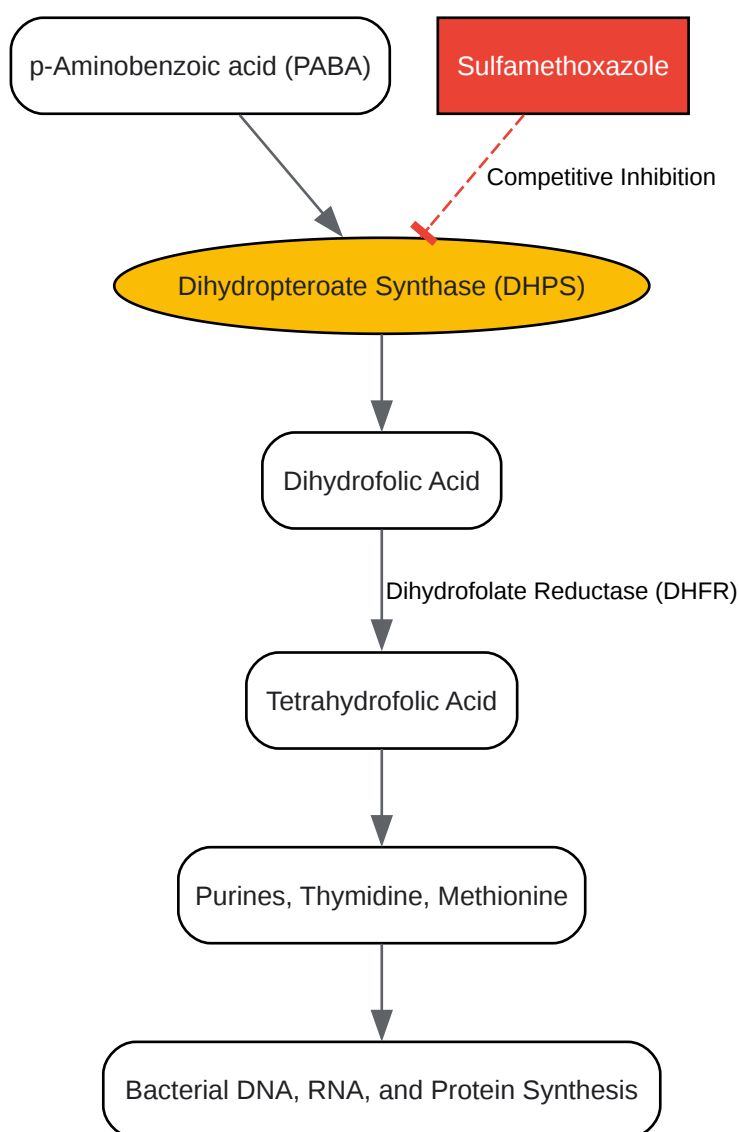 p-Aminobenzoic acid (PABA)
Sulfamethoxazole
Competitive Inhibition
Dihydropteroate Synthase (DHPS)
Dihydrofolic Acid
Dihydrofolate Reductase (DHFR)
Tetrahydrofolic Acid
Purines, Thymidine, Methionine
Bacterial DNA, RNA, and Protein Synthesis